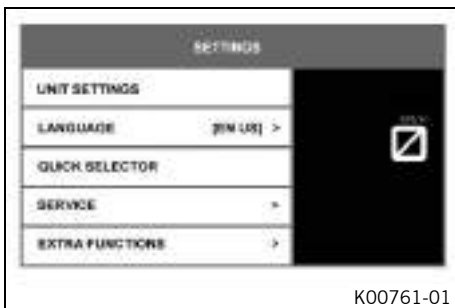 SETTINGS
UNIT SETTINGS
LANGUAGE [EN US] >
QUICK SELECTOR
SERVICE >
EXTRA FUNCTIONS >
K00761-01